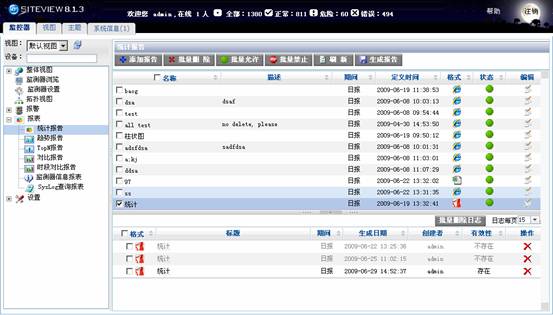 SITEVIEW 8.1.3
欢迎您 admin,在线 1 人 全部：1380 正常：811 危险：60 错误：494
帮助 注销
监控器 视图 主题 系统信息(1)
视图： 默认视图
设备：
整体视图
监测器浏览
监测器设置
拓扑视图
报警
报表
统计报告
趋势报告
TopN报告
对比报告
时段对比报告
监测器信息报表
SysLog查询报表
设置
统计报告
添加报告 批量删 除 批量允许 批量禁止 刷 新 生成报告
名称 描述 期间 定义时间 格式 状态 编辑
baog 日报 2009-06-19 11:38:53
dsa dsaf 日报 2009-06-08 10:03:13
test 日报 2009-06-08 09:54:44
all test no delete, please 日报 2009-04-30 14:53:50
柱状图 日报 2009-06-19 09:50:12
adsfdsa sadfdsa 日报 2009-06-08 10:04:31
a.kj 日报 2009-06-08 11:03:01
ddsa 日报 2009-06-08 11:07:29
97 日报 2009-06-22 13:32:02
ss 日报 2009-06-22 13:31:35
统计 日报 2009-06-19 13:32:41
批量删除日志 日志每页 15
格式 标题 期间 生成日期 创建者 有效性 操作
统计 日报 2009-06-22 13:25:36 admin 不存在
统计 日报 2009-06-25 11:02:15 admin 不存在
统计 日报 2009-06-29 14:52:37 admin 存在